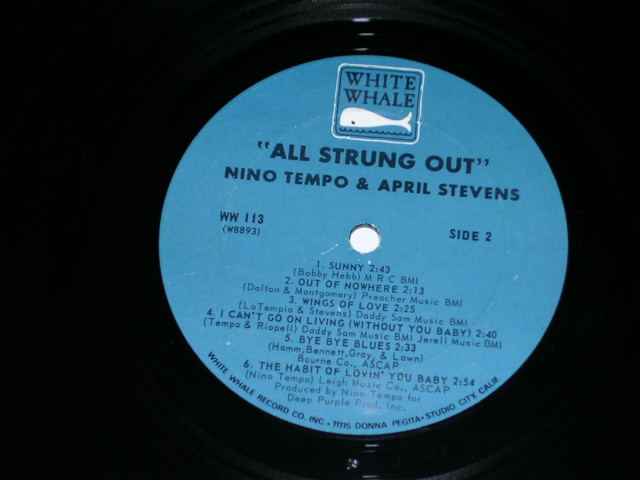 WHITE
WHALE
"ALL STRUNG OUT"
NINO TEMPO & APRIL STEVENS
WW 113
(W8893)
SIDE 2
1. SUNNY 2:43
(Bobby Hebb) M R C BMI
2. OUT OF NOWHERE 2:13
(Dalton & Montgomery) Preacher Music BMI
3. WINGS OF LOVE 2:25
(LaTempio & Stevens) Daddy Sam Music BMI
4. I CAN'T GO ON LIVING (WITHOUT YOU BABY) 2:40
(Tempo & Riopell) Daddy Sam Music BMI Jerell Music BMI
5. BYE BYE BLUES 2:33
(Hamm, Bennett, Gray, & Lown)
Bourne Co., ASCAP
6. THE HABIT OF LOVIN' YOU BABY 2:54
(Nino Tempo) Leigh Music Co., ASCAP
Produced by Nino Tempo for
Deep Purple Prod. Inc.
WHITE WHALE RECORD CO. INC. • 11115 DONNA PEGITA • STUDIO CITY, CALIF